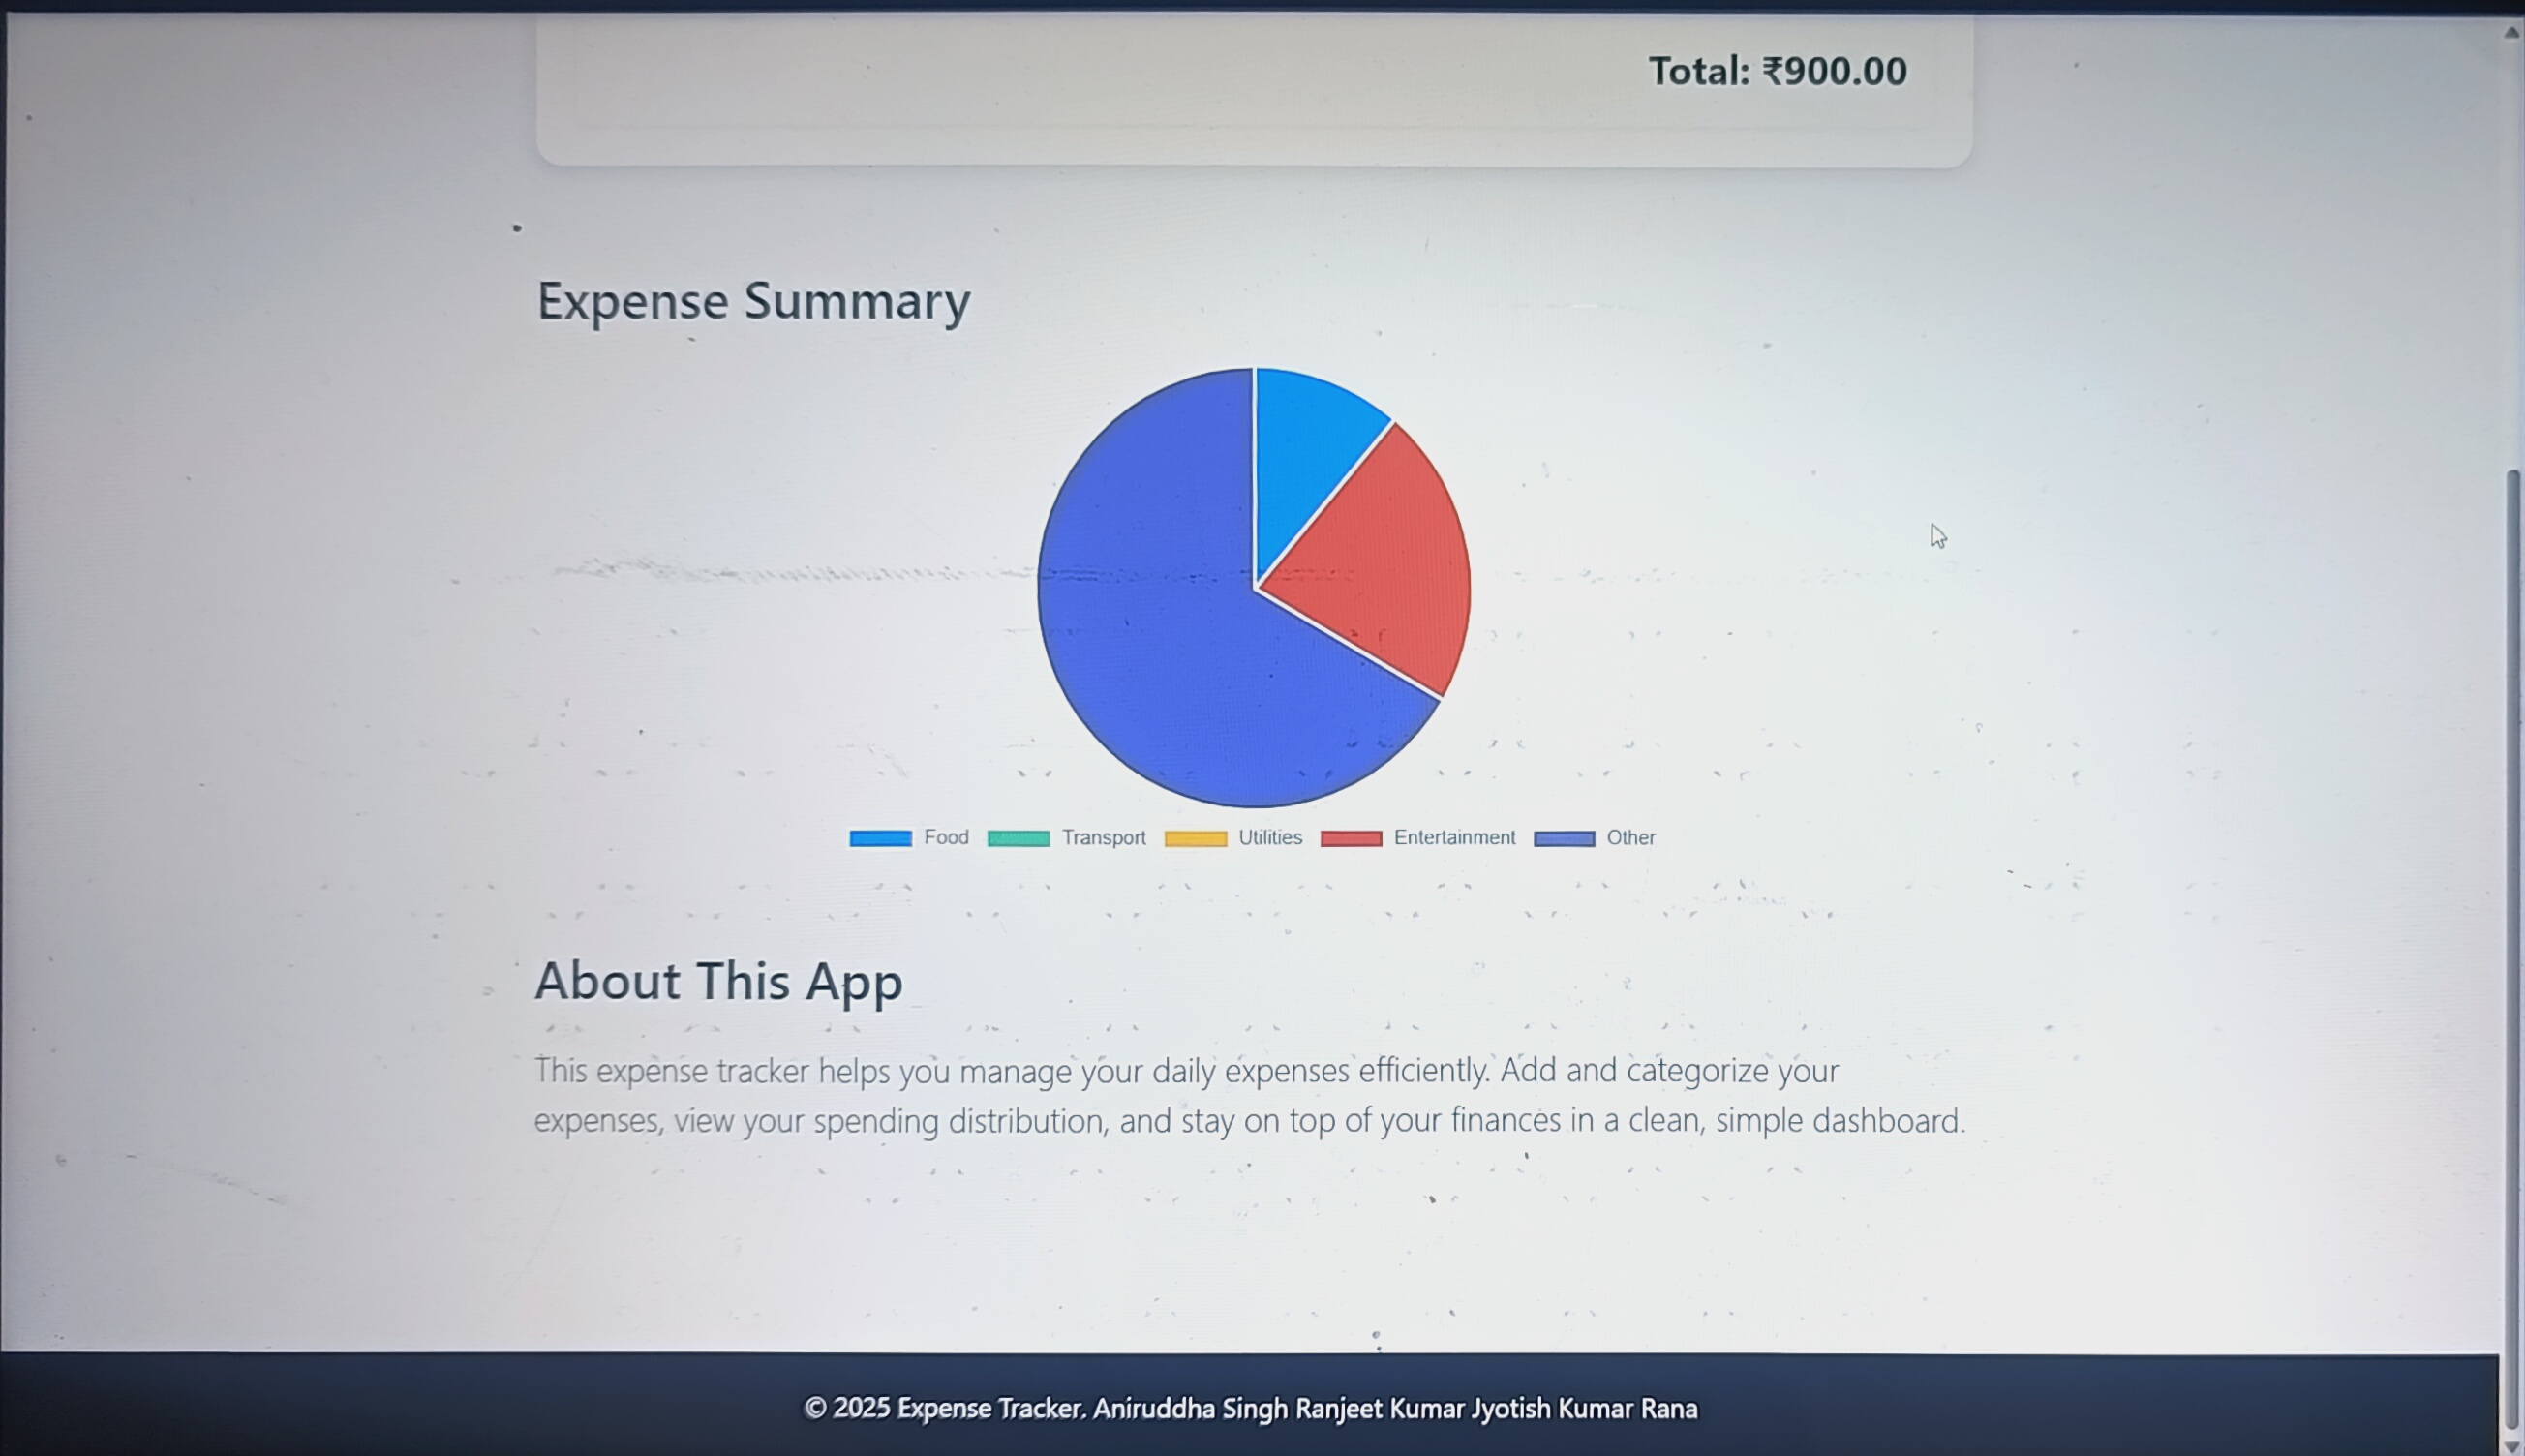 Total: ₹900.00
Expense Summary
Food Transport Utilities Entertainment Other
About This App
This expense tracker helps you manage your daily expenses efficiently. Add and categorize your
expenses, view your spending distribution, and stay on top of your finances in a clean, simple dashboard.
© 2025 Expense Tracker. Aniruddha Singh Ranjeet Kumar Jyotish Kumar Rana